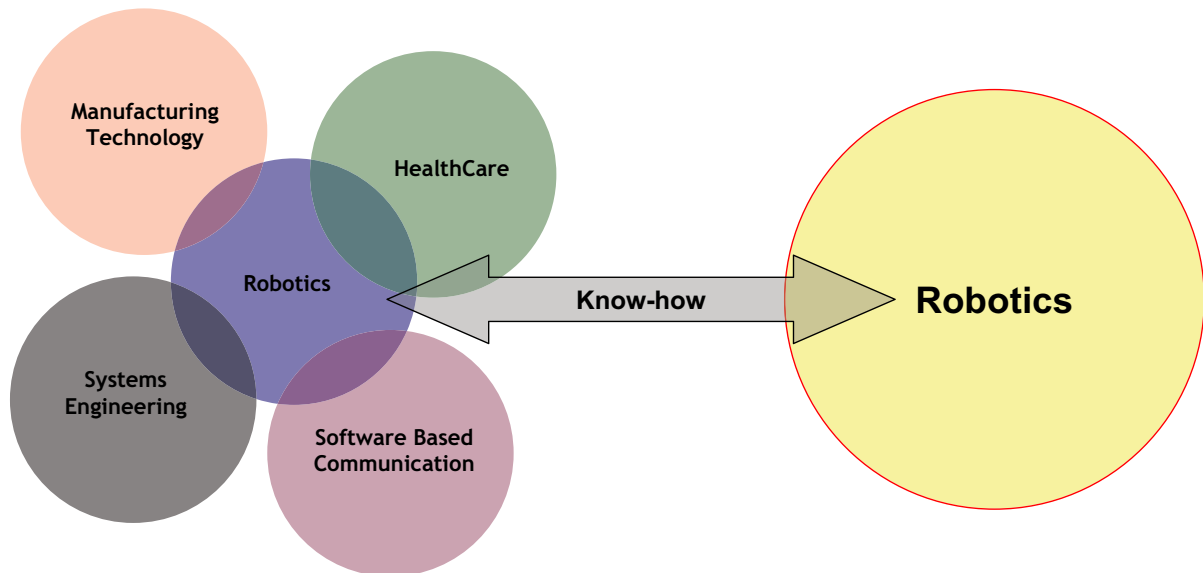 Manufacturing
Technology
HealthCare
Robotics
Know-how
Robotics
Systems
Engineering
Software Based
Communication